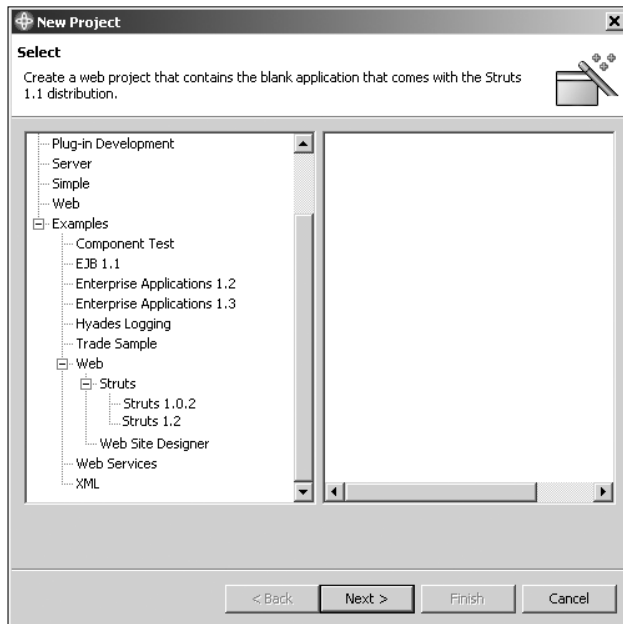 New Project
Select
Create a web project that contains the blank application that comes with the Struts
1.1 distribution.
Plug-in Development
Server
Simple
Web
Examples
Component Test
EJB 1.1
Enterprise Applications 1.2
Enterprise Applications 1.3
Hyades Logging
Trade Sample
Web
Struts
Struts 1.0.2
Struts 1.2
Web Site Designer
Web Services
XML
< Back
Next >
Finish
Cancel